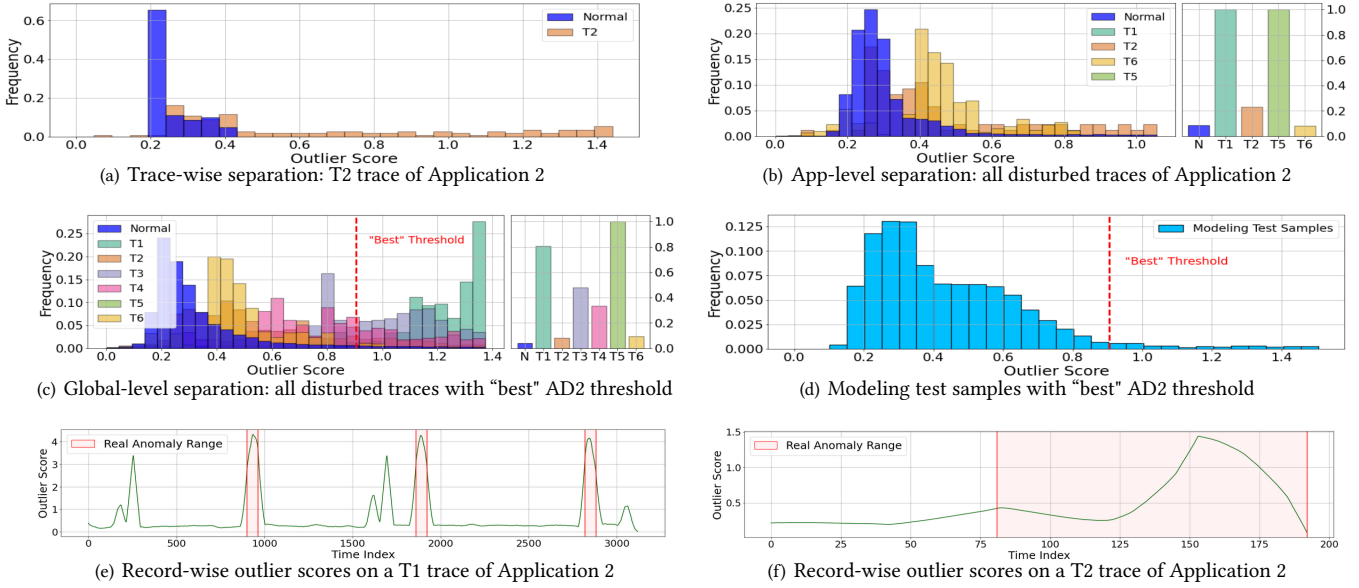 Frequency
0.6
0.4
0.2
0.0
Normal
T2
0.0 0.2 0.4 0.6 0.8 1.0 1.2 1.4
Outlier Score
(a) Trace-wise separation: T2 trace of Application 2
Frequency
0.25
0.20
0.15
0.10
0.05
0.00
Normal
T1
T2
T6
T5
0.0 0.2 0.4 0.6 0.8 1.0
Outlier Score
1.0
0.8
0.6
0.4
0.2
0.0
N T1 T2 T5 T6
(b) App-level separation: all disturbed traces of Application 2
Frequency
0.25
0.20
0.15
0.10
0.05
0.00
Normal
T1
T2
T3
T4
T5
T6
"Best" Threshold
0.0 0.2 0.4 0.6 0.8 1.0 1.2 1.4
Outlier Score
1.0
0.8
0.6
0.4
0.2
0.0
N T1 T2 T3 T4 T5 T6
(c) Global-level separation: all disturbed traces with “best" AD2 threshold
Frequency
0.125
0.100
0.075
0.050
0.025
0.000
Modeling Test Samples
"Best" Threshold
0.0 0.2 0.4 0.6 0.8 1.0 1.2 1.4
Outlier Score
(d) Modeling test samples with “best" AD2 threshold
Outlier Score
4
3
2
1
0
Real Anomaly Range
0 500 1000 1500 2000 2500 3000
Time Index
(e) Record-wise outlier scores on a T1 trace of Application 2
Outlier Score
1.5
1.0
0.5
Real Anomaly Range
0 25 50 75 100 125 150 175 200
Time Index
(f) Record-wise outlier scores on a T2 trace of Application 2